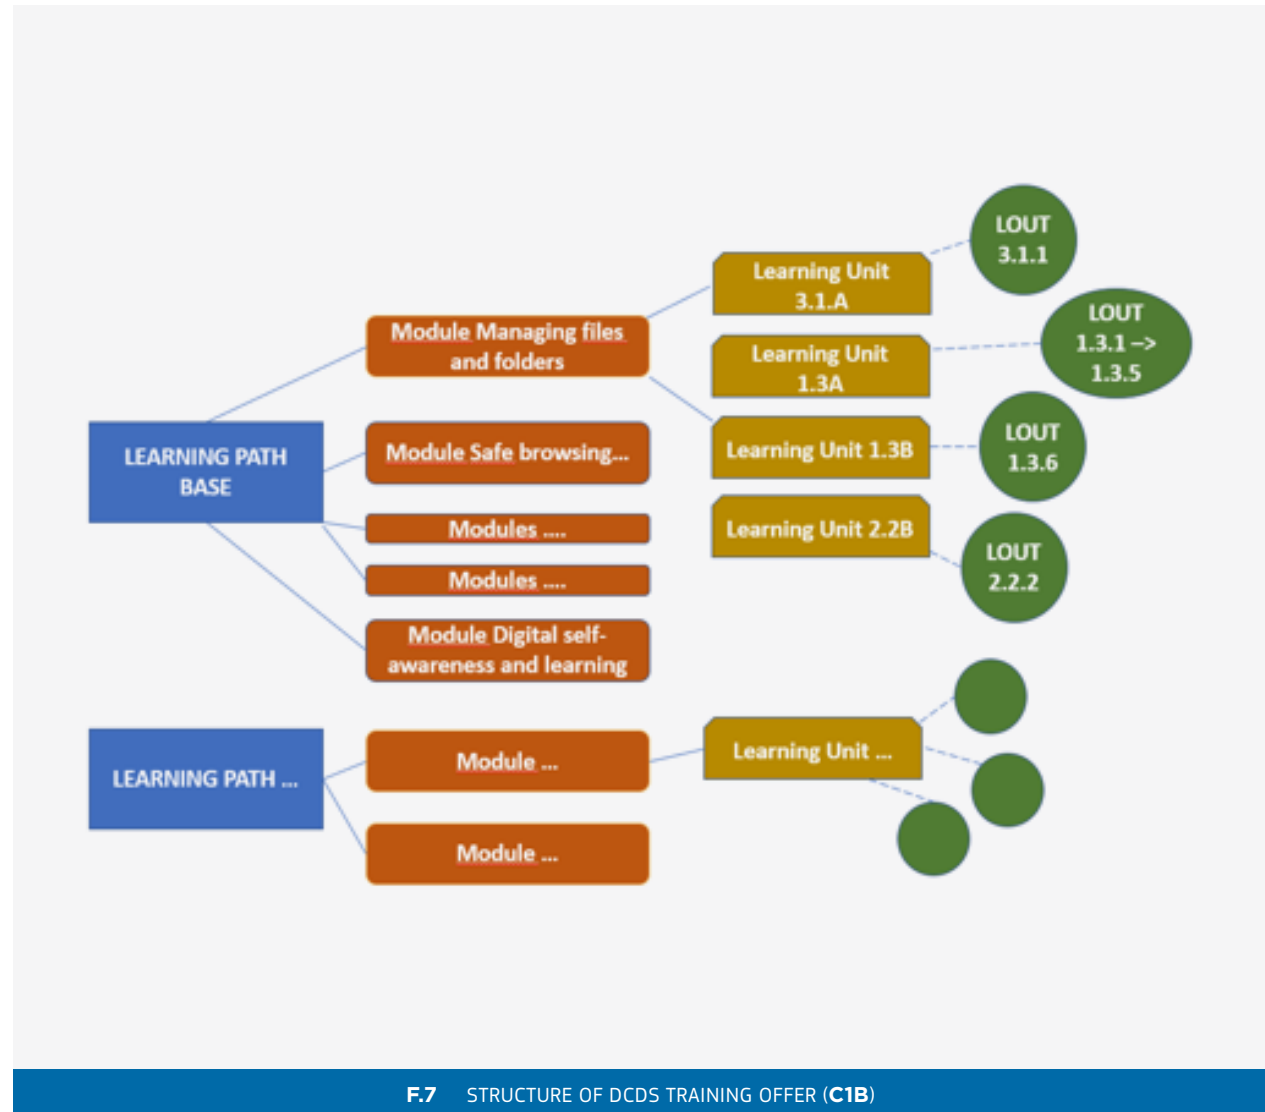 LEARNING PATH
BASE
Module Managing files
and folders
Module Safe browsing...
Modules ....
Modules ....
Module Digital self-
awareness and learning
Learning Unit
3.1.A
Learning Unit
1.3A
Learning Unit 1.3B
Learning Unit 2.2B
LOUT
3.1.1
LOUT
1.3.1 –>
1.3.5
LOUT
1.3.6
LOUT
2.2.2
LEARNING PATH ...
Module ...
Module ...
Learning Unit ...
F.7 STRUCTURE OF DCDS TRAINING OFFER (C1B)